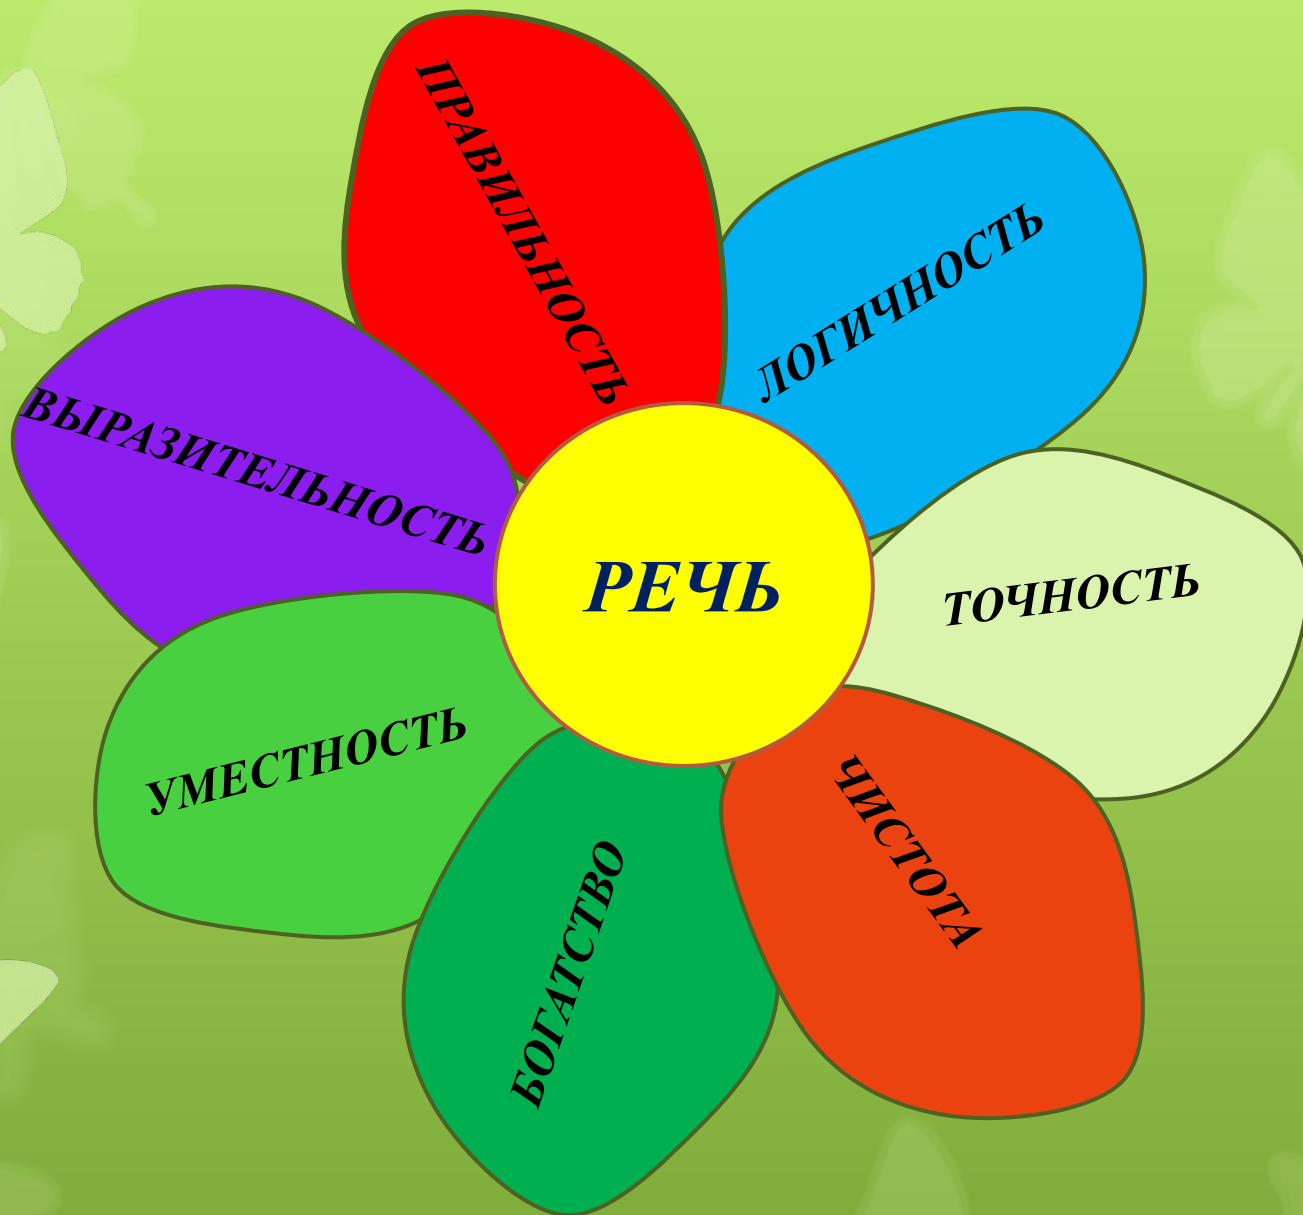 ПРАВИЛЬНОСТЬ
ЛОГИЧНОСТЬ
ВЫРАЗИТЕЛЬНОСТЬ
РЕЧЬ
ТОЧНОСТЬ
УМЕСТНОСТЬ
ЧИСТОТА
БОГАТСТВО